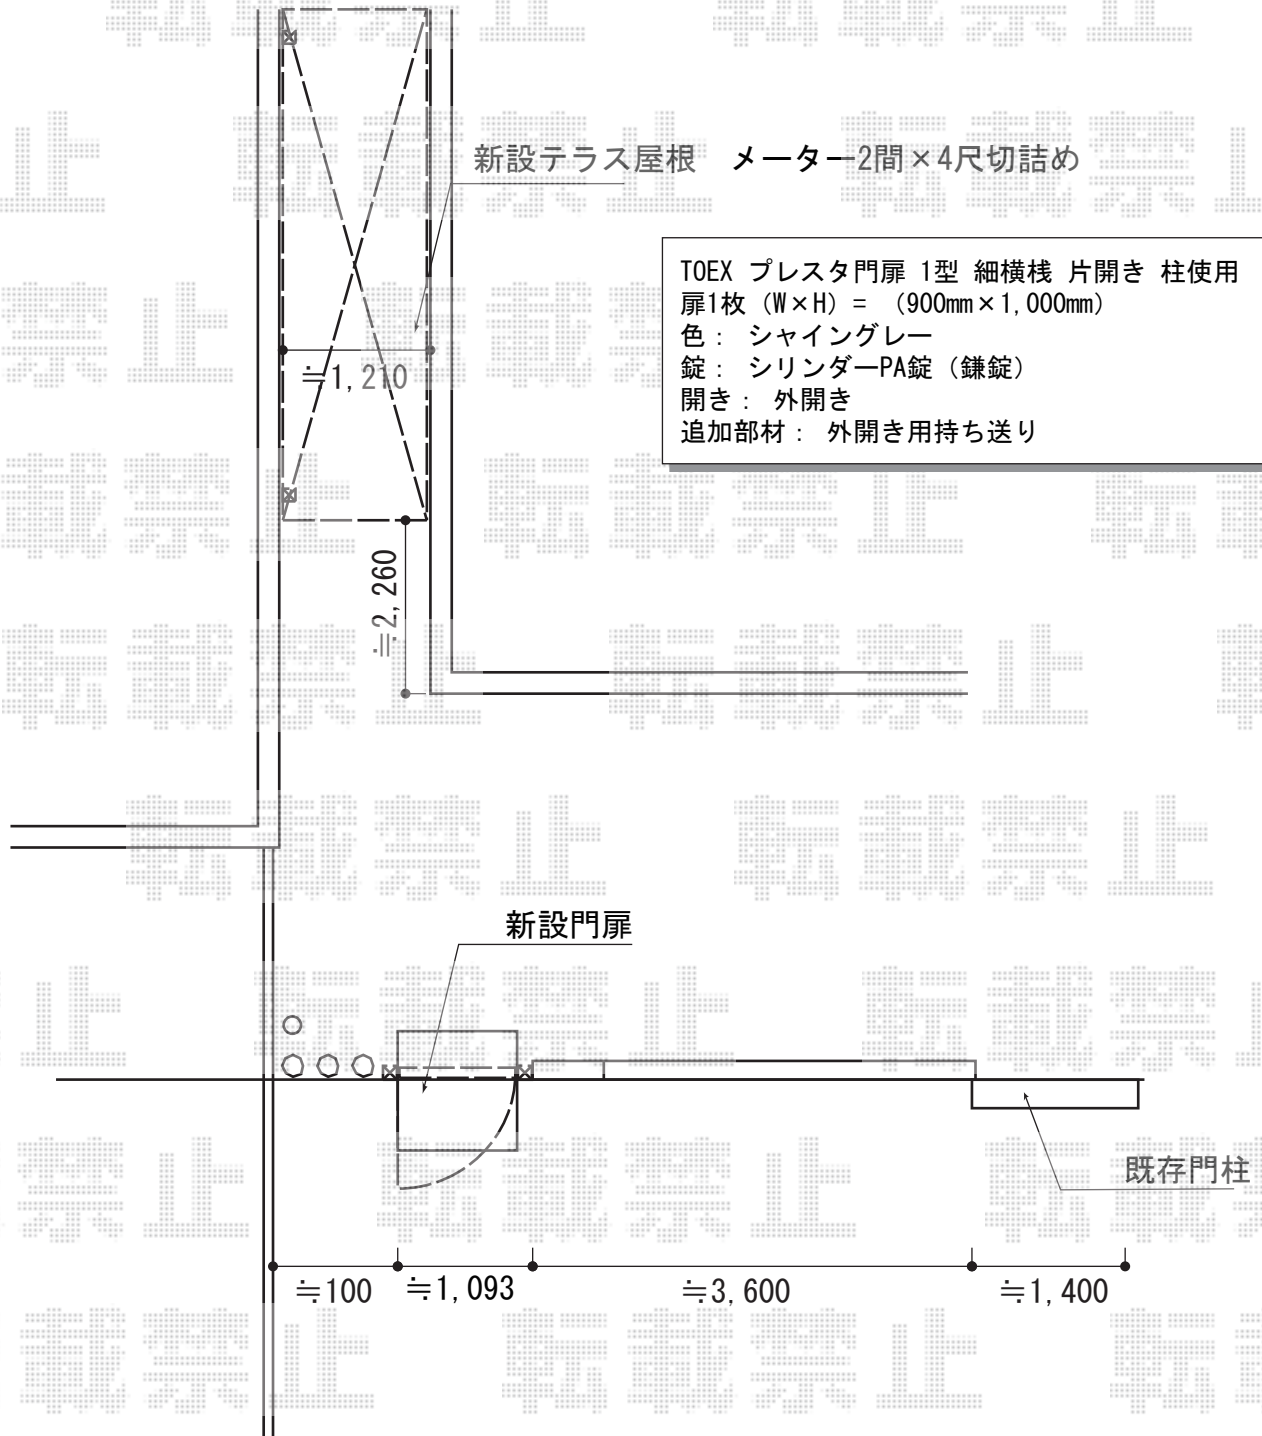 新設テラス屋根 メーター2間×4尺切詰め
TOEX プレスタ門扉 1型 細横桟 片開き 柱使用
扉1枚（W×H）= （900mm×1,000mm）
色： シャイングレー
錠： シリンダーPA錠（鎌錠）
開き： 外開き
追加部材： 外開き用持ち送り
≒1,210
≒2,260
新設門扉
既存門柱
≒100
≒1,093
≒3,600
≒1,400
転載禁止